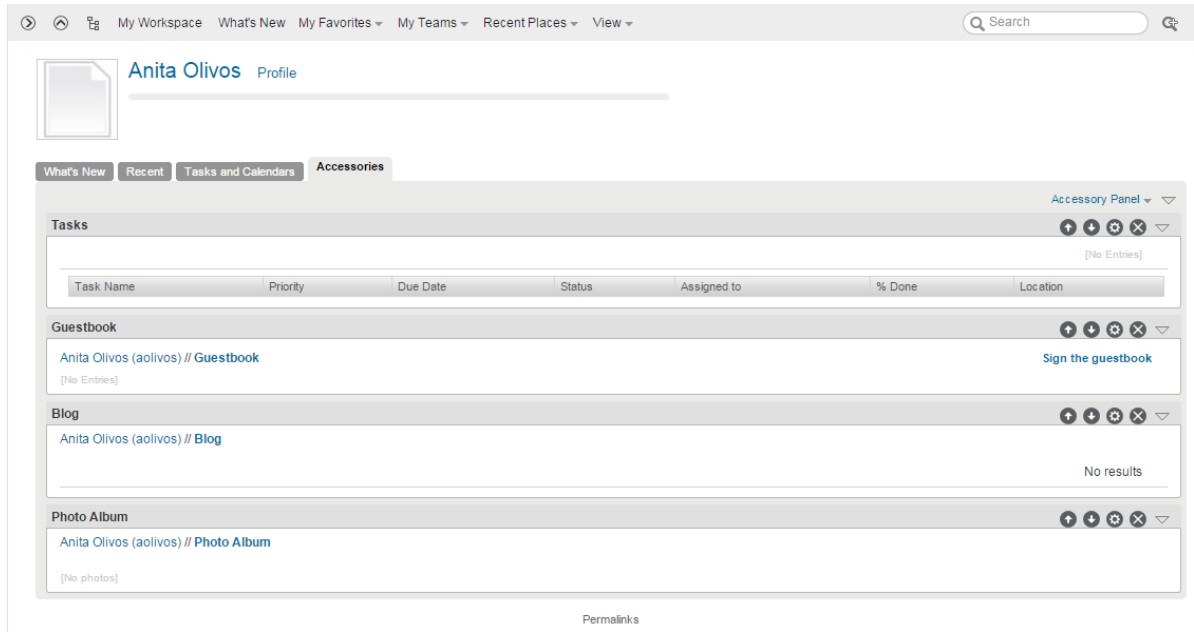 My Workspace What's New My Favorites My Teams Recent Places View Search
Anita Olivos Profile
What's New Recent Tasks and Calendars Accessories
Accessory Panel
Tasks
[No Entries]
Task Name Priority Due Date Status Assigned to % Done Location
Guestbook
Anita Olivos (aolivos) // Guestbook Sign the guestbook
[No Entries]
Blog
Anita Olivos (aolivos) // Blog
No results
Photo Album
Anita Olivos (aolivos) // Photo Album
[No photos]
Permalinks